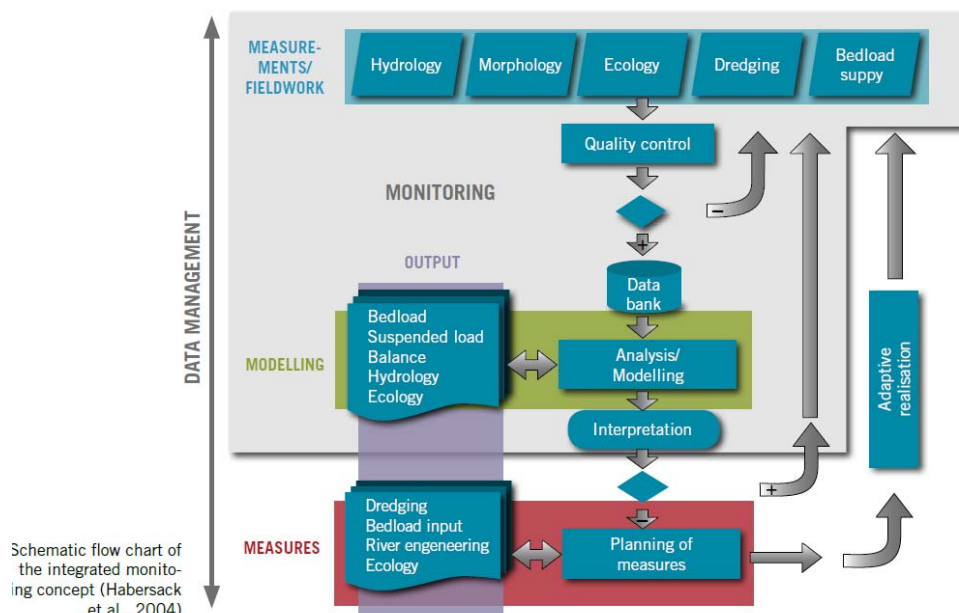 MEASURE-
MENTS/
FIELDWORK
Hydrology
Morphology
Ecology
Dredging
Bedload
suppy
Quality control
MONITORING
−
+
OUTPUT
Data
bank
DATA MANAGEMENT
MODELLING
Bedload
Suspended load
Balance
Hydrology
Ecology
Analysis/
Modelling
Adaptive
realisation
Interpretation
+
−
MEASURES
Dredging
Bedload input
River engeneering
Ecology
Planning of
measures
Schematic flow chart of
the integrated monito-
ing concept (Habersack
et al., 2004)